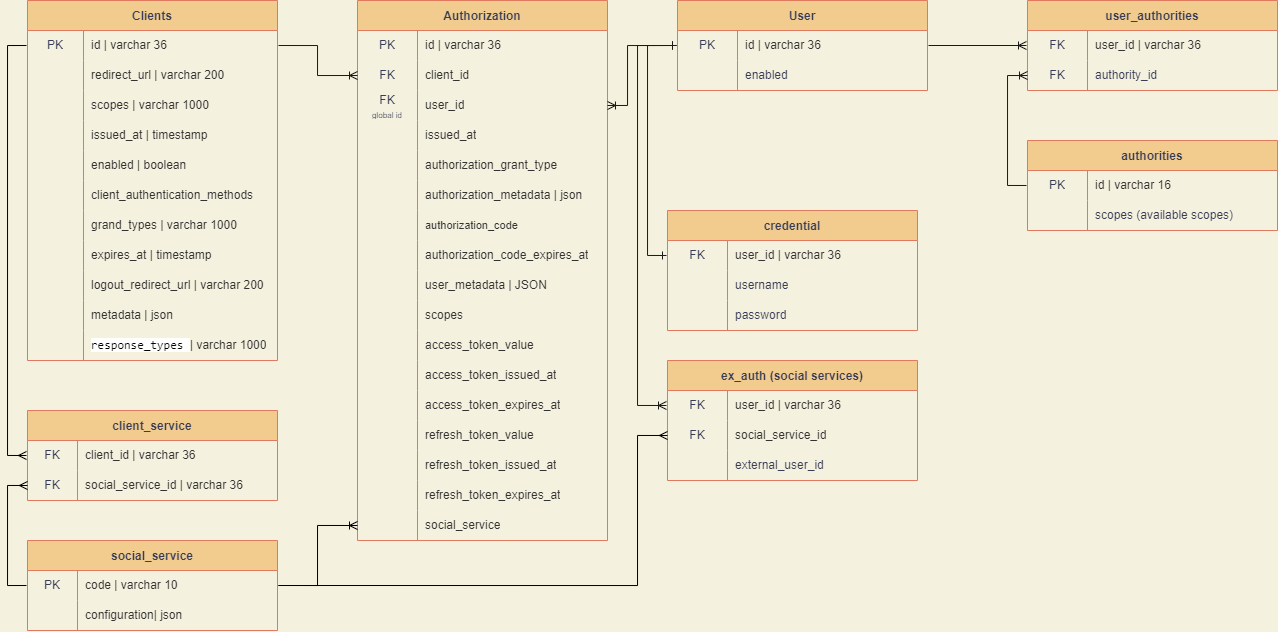 Clients
PK id | varchar 36
redirect_url | varchar 200
scopes | varchar 1000
issued_at | timestamp
enabled | boolean
client_authentication_methods
grand_types | varchar 1000
expires_at | timestamp
logout_redirect_url | varchar 200
metadata | json
response_types | varchar 1000
client_service
FK client_id | varchar 36
FK social_service_id | varchar 36
social_service
PK code | varchar 10
configuration| json
Authorization
PK id | varchar 36
FK client_id
FK user_id
global id
issued_at
authorization_grant_type
authorization_metadata | json
authorization_code
authorization_code_expires_at
user_metadata | JSON
scopes
access_token_value
access_token_issued_at
access_token_expires_at
refresh_token_value
refresh_token_issued_at
refresh_token_expires_at
social_service
User
PK id | varchar 36
enabled
credential
FK user_id | varchar 36
username
password
ex_auth (social services)
FK user_id | varchar 36
FK social_service_id
external_user_id
user_authorities
FK user_id | varchar 36
FK authority_id
authorities
PK id | varchar 16
scopes (available scopes)